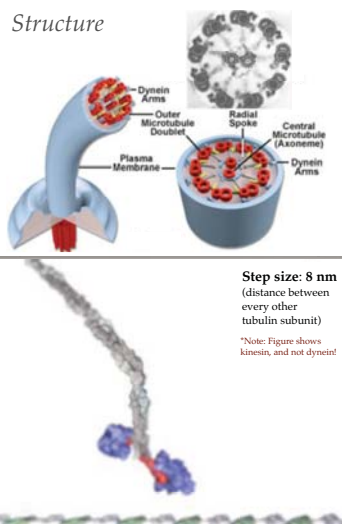 Structure
Dynein
Arms
Outer
Microtubule
Doublet
Plasma
Membrane
Radial
Spoke
Central
Microtubule
(Axoneme)
Dynein
Arms
Step size: 8 nm
(distance between
every other
tubulin subunit)
*Note: Figure shows
kinesin, and not dynein!